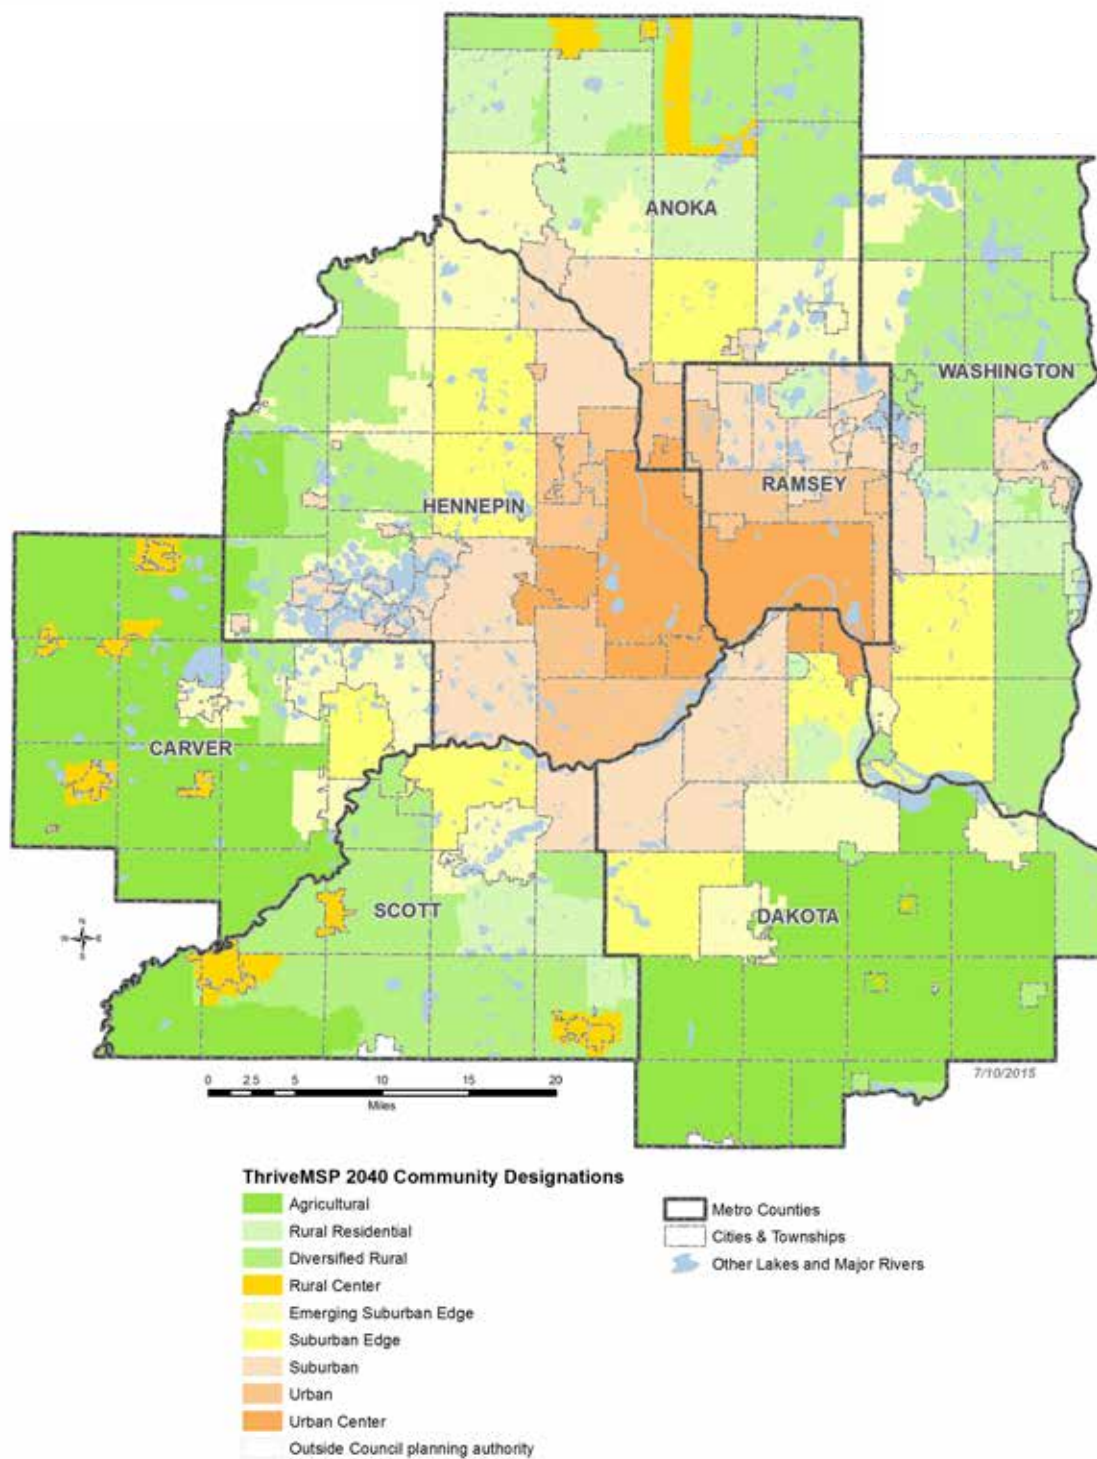 ANOKA
WASHINGTON
RAMSEY
HENNEPIN
CARVER
SCOTT
DAKOTA
N
W E
S
7/10/2015
0 2.5 5 10 15 20
Miles
ThriveMSP 2040 Community Designations
Agricultural
Rural Residential
Diversified Rural
Rural Center
Emerging Suburban Edge
Suburban Edge
Suburban
Urban
Urban Center
Outside Council planning authority
Metro Counties
Cities & Townships
Other Lakes and Major Rivers